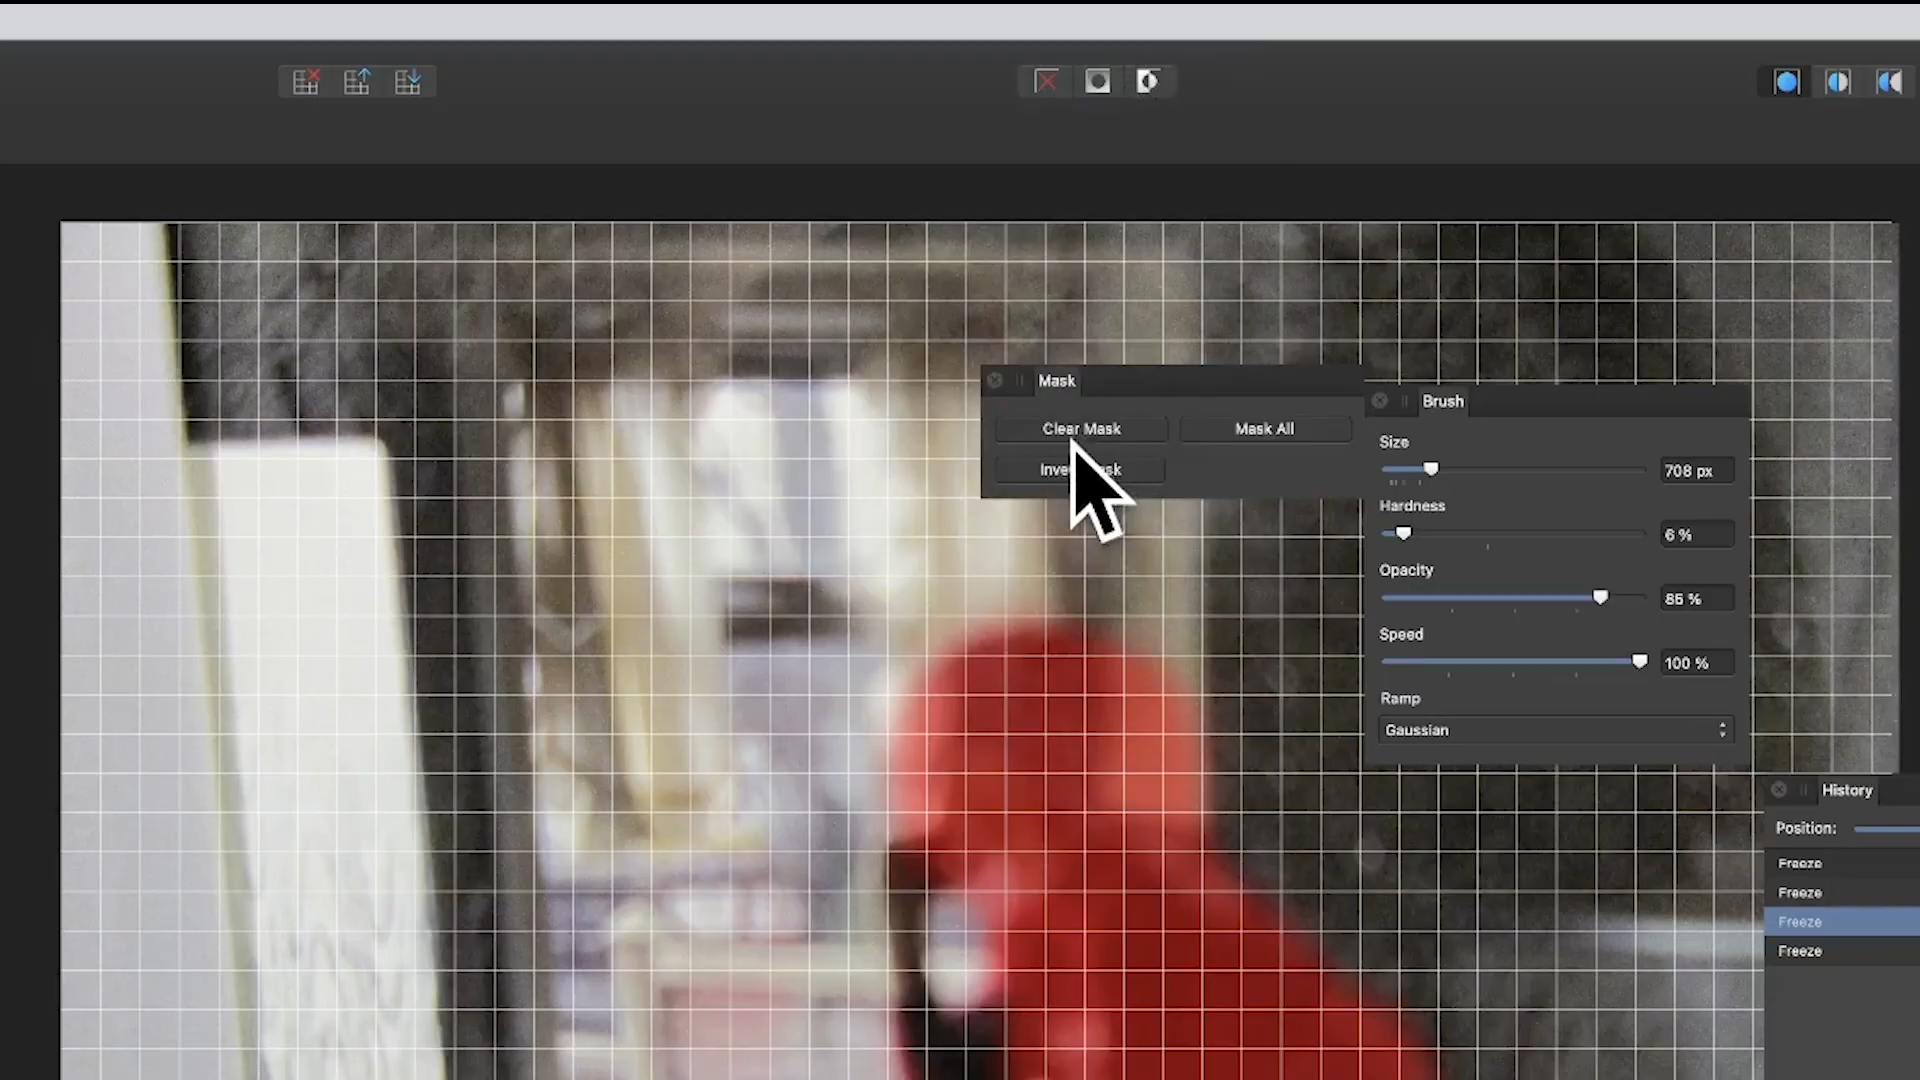 Mask
Clear Mask
Mask All
Brush
Size
708 px
Hardness
6 %
Opacity
86 %
Speed
100 %
Ramp
Gaussian
History
Position:
Freeze
Freeze
Freeze
Freeze